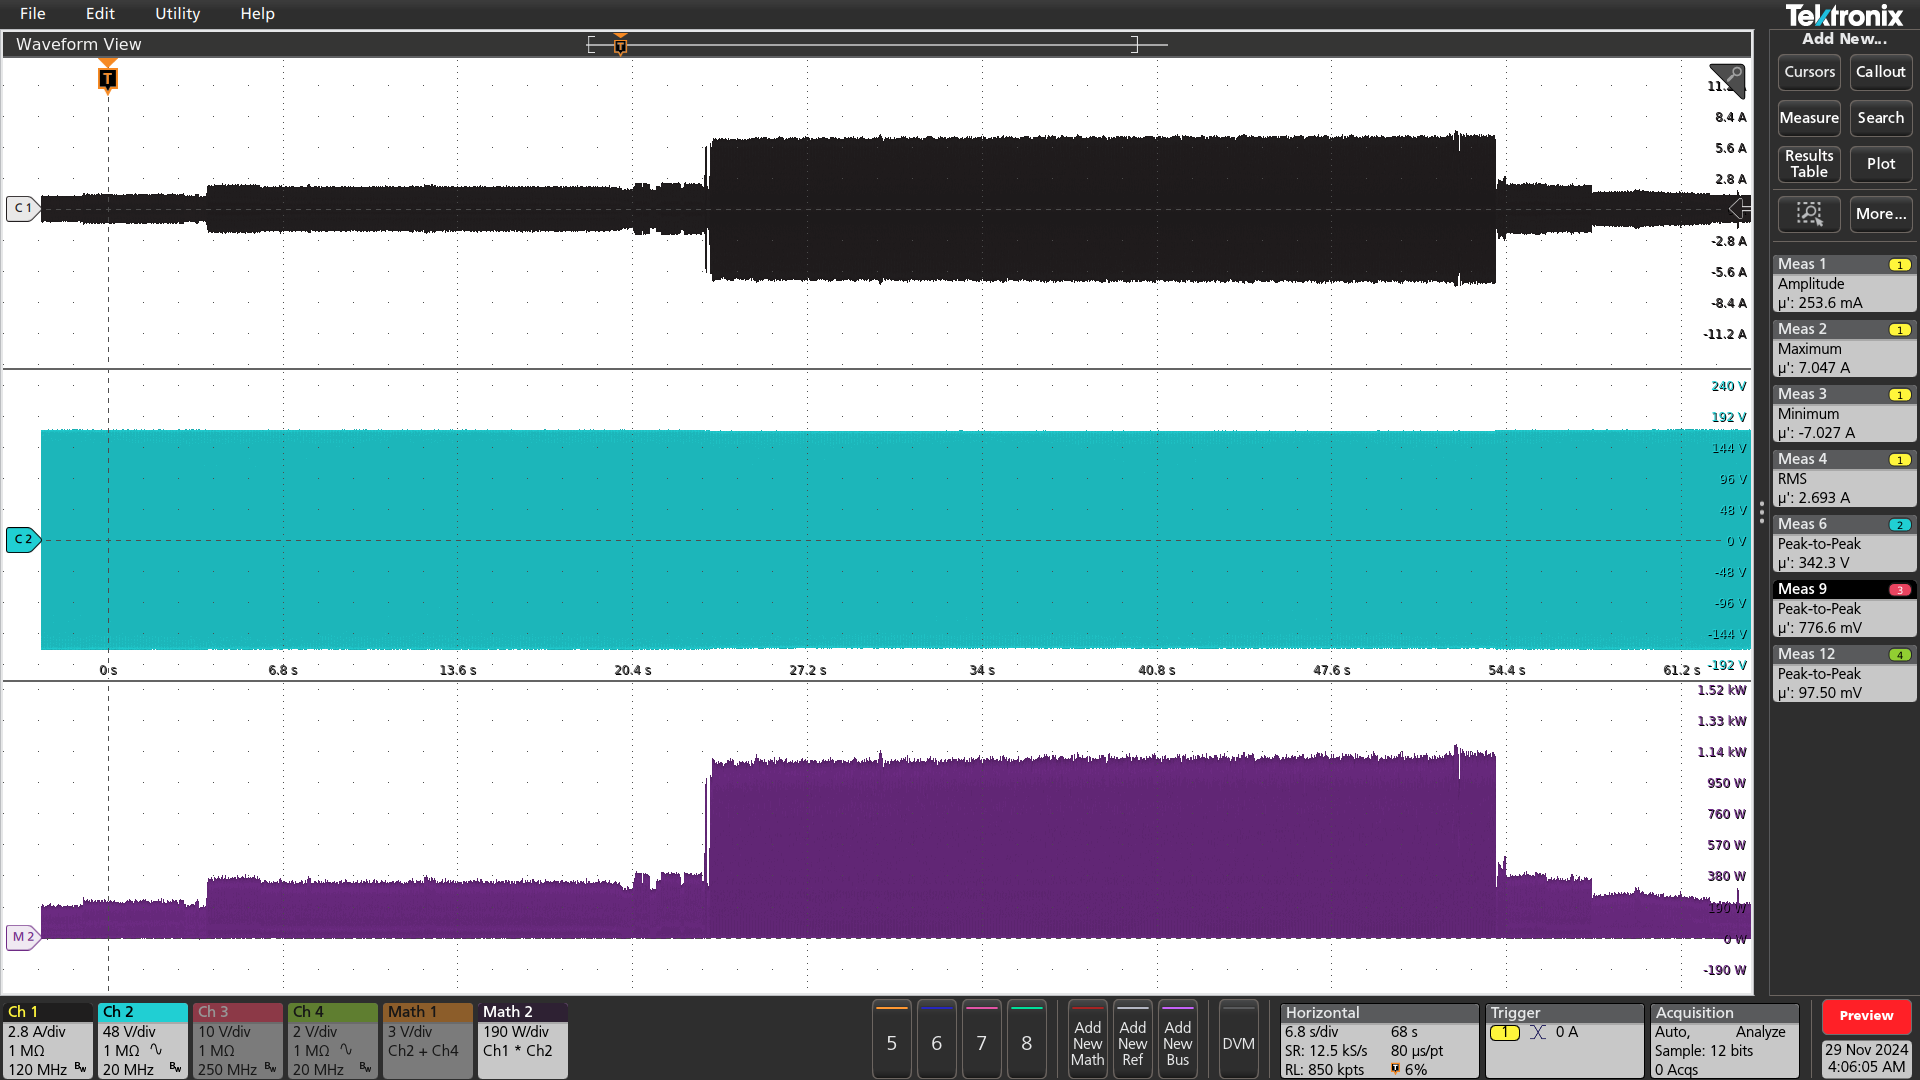 File Edit Utility Help
Tektronix
Waveform View
Add New...
T
T
Cursors Callout
Measure Search
Results Table Plot
More...
8.4 A
5.6 A
2.8 A
C 1
-2.8 A
-5.6 A
-8.4 A
-11.2 A
240 V
192 V
144 V
96 V
48 V
C 2
0 V
-48 V
-96 V
-144 V
-192 V
0 s 6.8 s 13.6 s 20.4 s 27.2 s 34 s 40.8 s 47.6 s 54.4 s 61.2 s
1.52 kW
1.33 kW
1.14 kW
950 W
760 W
570 W
380 W
190 W
M 2
0 W
-190 W
Meas 1 1
Amplitude
µ': 253.6 mA
Meas 2 1
Maximum
µ': 7.047 A
Meas 3 1
Minimum
µ': -7.027 A
Meas 4 1
RMS
µ': 2.693 A
Meas 6 2
Peak-to-Peak
µ': 342.3 V
Meas 9 3
Peak-to-Peak
µ': 776.6 mV
Meas 12 4
Peak-to-Peak
µ': 97.50 mV
Ch 1
2.8 A/div
1 MΩ
120 MHz Bw
Ch 2
48 V/div
1 MΩ
20 MHz Bw
Ch 3
10 V/div
1 MΩ
250 MHz Bw
Ch 4
2 V/div
1 MΩ
20 MHz Bw
Math 1
3 V/div
Ch2 + Ch4
Math 2
190 W/div
Ch1 * Ch2
5 6 7 8
Add New Math
Add New Ref
Add New Bus
DVM
Horizontal
6.8 s/div 68 s
SR: 12.5 kS/s 80 µs/pt
RL: 850 kpts T 6%
Trigger
1 0 A
Acquisition
Auto, Analyze
Sample: 12 bits
0 Acqs
Preview
29 Nov 2024
4:06:05 AM